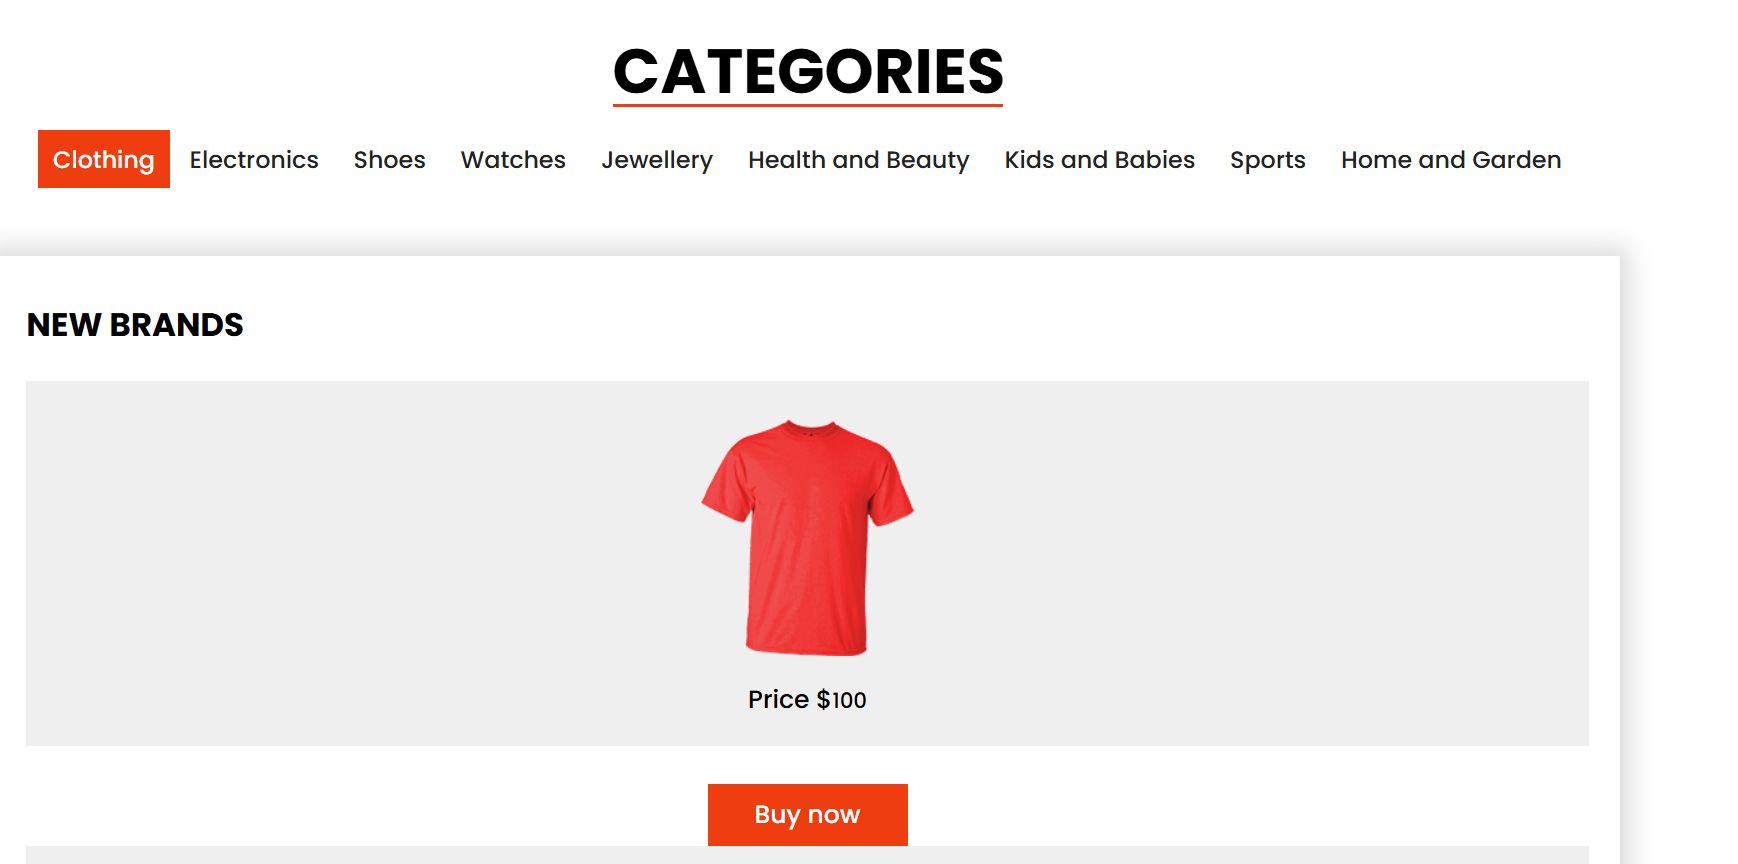 CATEGORIES
Clothing Electronics Shoes Watches Jewellery Health and Beauty Kids and Babies Sports Home and Garden
NEW BRANDS
Price $100
Buy now